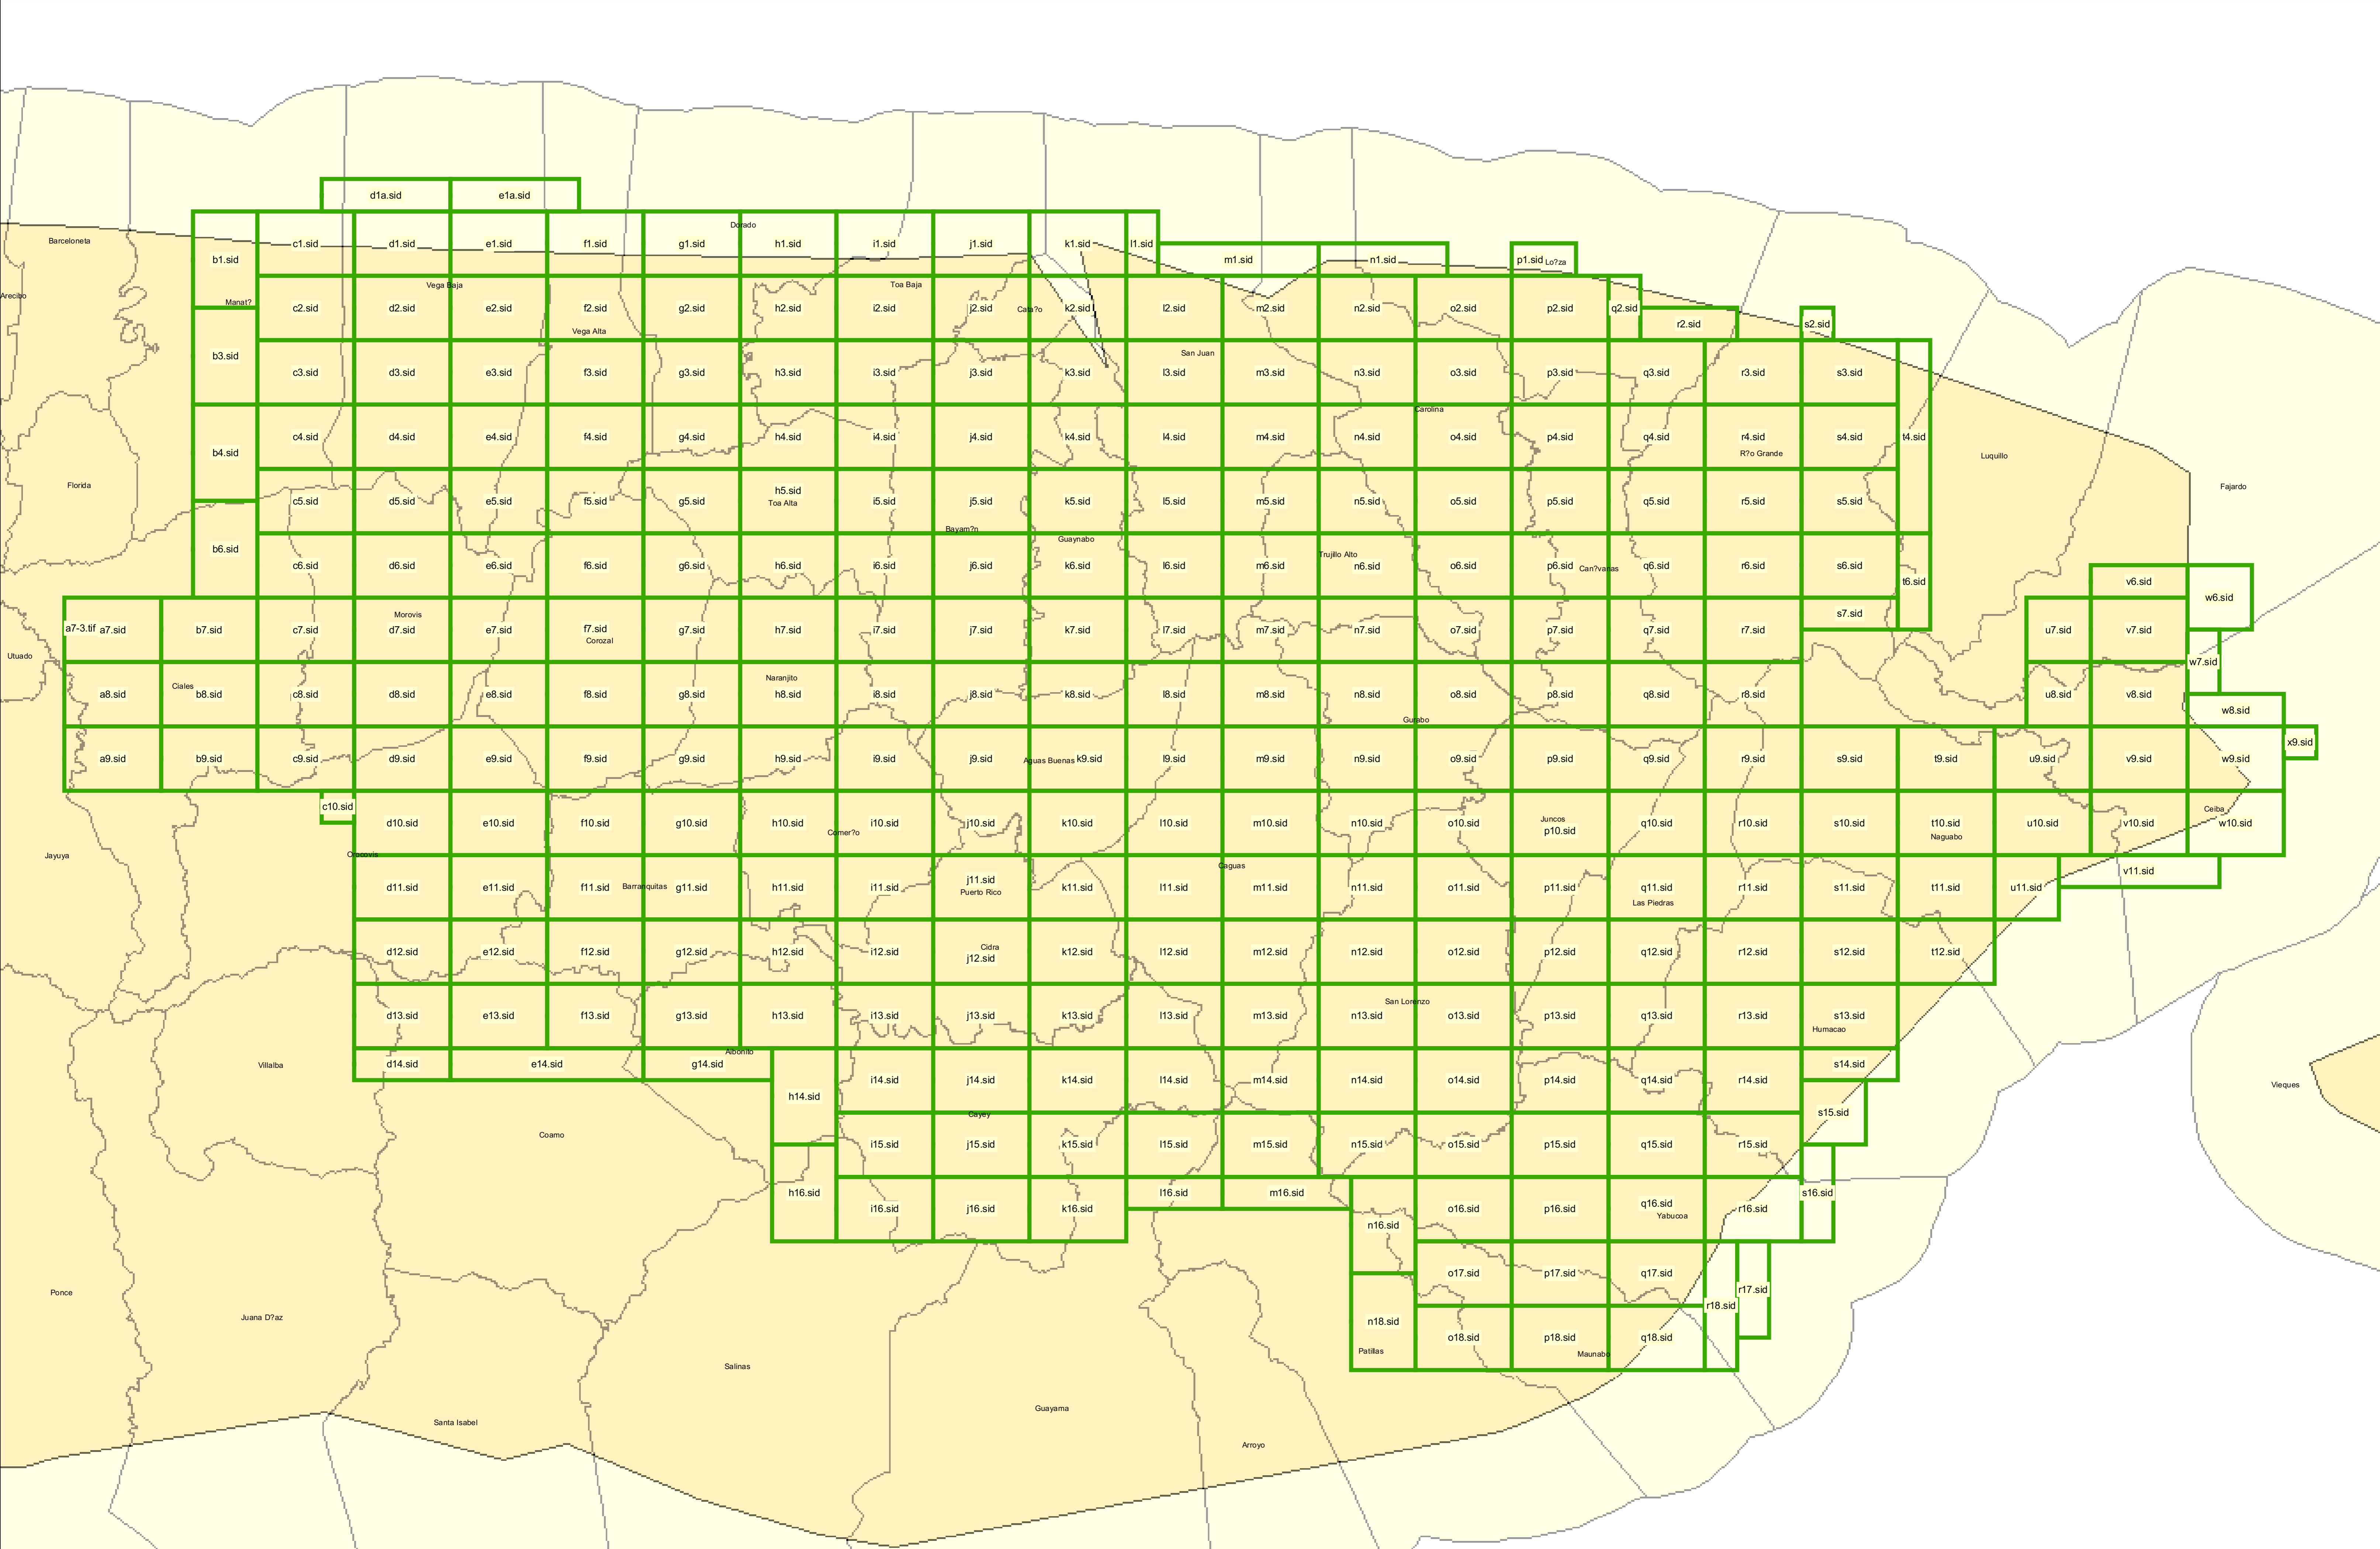 d1a.sid e1a.sid
Dorado
Barceloneta c1.sid d1.sid e1.sid f1.sid g1.sid h1.sid i1.sid j1.sid k1.sid l1.sid
b1.sid m1.sid n1.sid p1.sid Lo?za
Vega Baja Toa Baja
Arecibo Manat? c2.sid d2.sid e2.sid f2.sid g2.sid h2.sid i2.sid j2.sid Cata?o k2.sid l2.sid m2.sid n2.sid o2.sid p2.sid q2.sid
Vega Alta r2.sid s2.sid
b3.sid San Juan
c3.sid d3.sid e3.sid f3.sid g3.sid h3.sid i3.sid j3.sid k3.sid l3.sid m3.sid n3.sid o3.sid p3.sid q3.sid r3.sid s3.sid
Carolina
c4.sid d4.sid e4.sid f4.sid g4.sid h4.sid i4.sid j4.sid k4.sid l4.sid m4.sid n4.sid o4.sid p4.sid q4.sid r4.sid s4.sid t4.sid
b4.sid R?o Grande Luquillo
Florida Fajardo
c5.sid d5.sid e5.sid f5.sid g5.sid h5.sid i5.sid j5.sid k5.sid l5.sid m5.sid n5.sid o5.sid p5.sid q5.sid r5.sid s5.sid
Toa Alta
Bayam?n Guaynabo
b6.sid Trujillo Alto
c6.sid d6.sid e6.sid f6.sid g6.sid h6.sid i6.sid j6.sid k6.sid l6.sid m6.sid n6.sid o6.sid p6.sid Can?vanas q6.sid r6.sid s6.sid
t6.sid v6.sid
w6.sid
Morovis s7.sid
a7-3.tif a7.sid b7.sid c7.sid d7.sid e7.sid f7.sid g7.sid h7.sid i7.sid j7.sid k7.sid l7.sid m7.sid n7.sid o7.sid p7.sid q7.sid r7.sid u7.sid v7.sid
Corozal
Utuado w7.sid
Naranjito
Ciales
a8.sid b8.sid c8.sid d8.sid e8.sid f8.sid g8.sid h8.sid i8.sid j8.sid k8.sid l8.sid m8.sid n8.sid o8.sid p8.sid q8.sid r8.sid u8.sid v8.sid
w8.sid
Gurabo
x9.sid
a9.sid b9.sid c9.sid d9.sid e9.sid f9.sid g9.sid h9.sid i9.sid j9.sid Aguas Buenas k9.sid l9.sid m9.sid n9.sid o9.sid p9.sid q9.sid r9.sid s9.sid t9.sid u9.sid v9.sid w9.sid
c10.sid Ceiba
d10.sid e10.sid f10.sid g10.sid h10.sid i10.sid j10.sid k10.sid l10.sid m10.sid n10.sid o10.sid Juncos p10.sid q10.sid r10.sid s10.sid t10.sid u10.sid v10.sid w10.sid
Comer?o Naguabo
Jayuya Orocovis
Caguas v11.sid
d11.sid e11.sid f11.sid Barranquitas g11.sid h11.sid i11.sid j11.sid k11.sid l11.sid m11.sid n11.sid o11.sid p11.sid q11.sid r11.sid s11.sid t11.sid u11.sid
Puerto Rico
Las Piedras
Cidra
d12.sid e12.sid f12.sid g12.sid h12.sid i12.sid j12.sid k12.sid l12.sid m12.sid n12.sid o12.sid p12.sid q12.sid r12.sid s12.sid t12.sid
San Lorenzo
d13.sid e13.sid f13.sid g13.sid h13.sid i13.sid j13.sid k13.sid l13.sid m13.sid n13.sid o13.sid p13.sid q13.sid r13.sid s13.sid
Humacao
Aibonito
Villalba d14.sid e14.sid g14.sid s14.sid
i14.sid j14.sid k14.sid l14.sid m14.sid n14.sid o14.sid p14.sid q14.sid r14.sid
Vieques
h14.sid
Cayey s15.sid
Coamo
i15.sid j15.sid k15.sid l15.sid m15.sid n15.sid o15.sid p15.sid q15.sid r15.sid
h16.sid l16.sid m16.sid s16.sid
i16.sid j16.sid k16.sid o16.sid p16.sid q16.sid r16.sid
Yabucoa
n16.sid
o17.sid p17.sid q17.sid
Ponce r17.sid
r18.sid
Juana D?az n18.sid
o18.sid p18.sid q18.sid
Patillas Maunabo
Salinas
Guayama
Santa Isabel
Arroyo